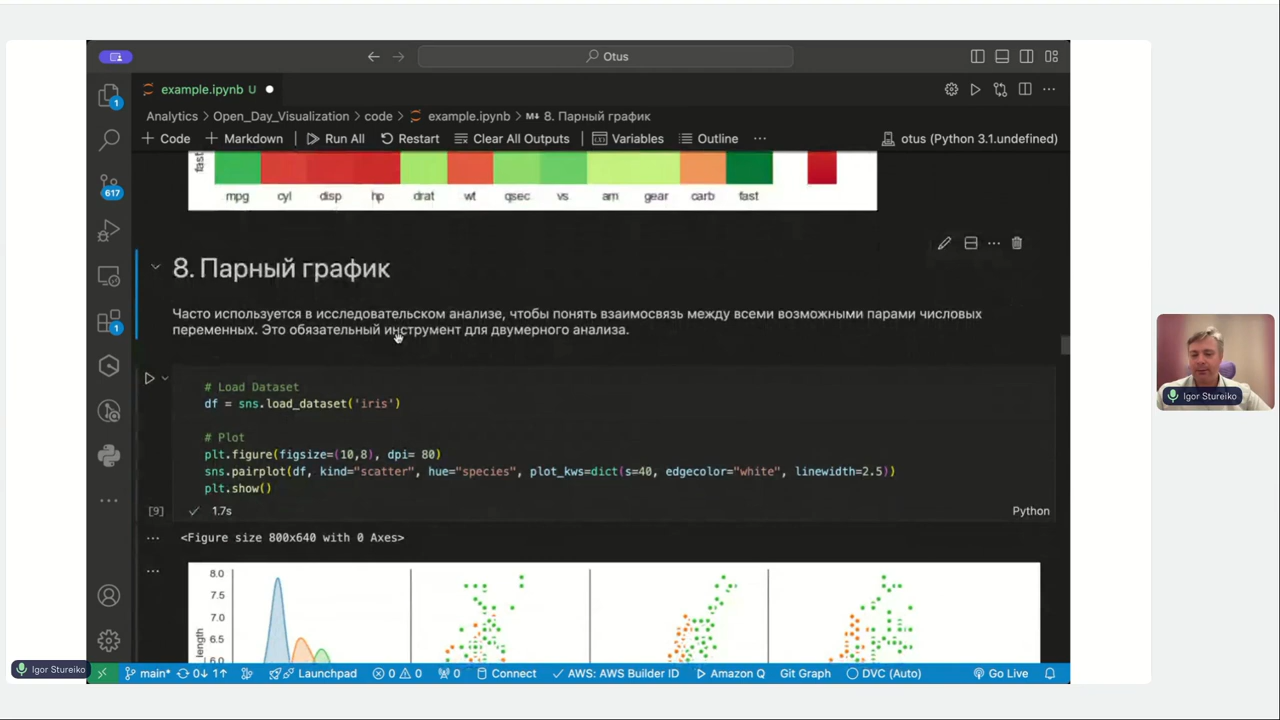 Otus
example.ipynb U
Analytics > Open_Day_Visualization > code > example.ipynb > M↓ 8. Парный график
+ Code + Markdown Run All Restart Clear All Outputs Variables Outline ... otus (Python 3.1.undefined)
fast
mpg cyl disp hp drat wt qsec vs am gear carb fast
8. Парный график
Часто используется в исследовательском анализе, чтобы понять взаимосвязь между всеми возможными парами числовых
переменных. Это обязательный инструмент для двумерного анализа.
# Load Dataset
df = sns.load_dataset('iris')
# Plot
plt.figure(figsize=(10,8), dpi= 80)
sns.pairplot(df, kind="scatter", hue="species", plot_kws=dict(s=40, edgecolor="white", linewidth=2.5))
plt.show()
[9] 1.7s Python
<Figure size 800x640 with 0 Axes>
8.0
7.5
7.0
6.5
6.0
length
1
617
1
Igor Stureiko
Igor Stureiko
main* 0↓ 1↑ Launchpad 0 0 0 Connect AWS: AWS Builder ID Amazon Q Git Graph DVC (Auto) Go Live